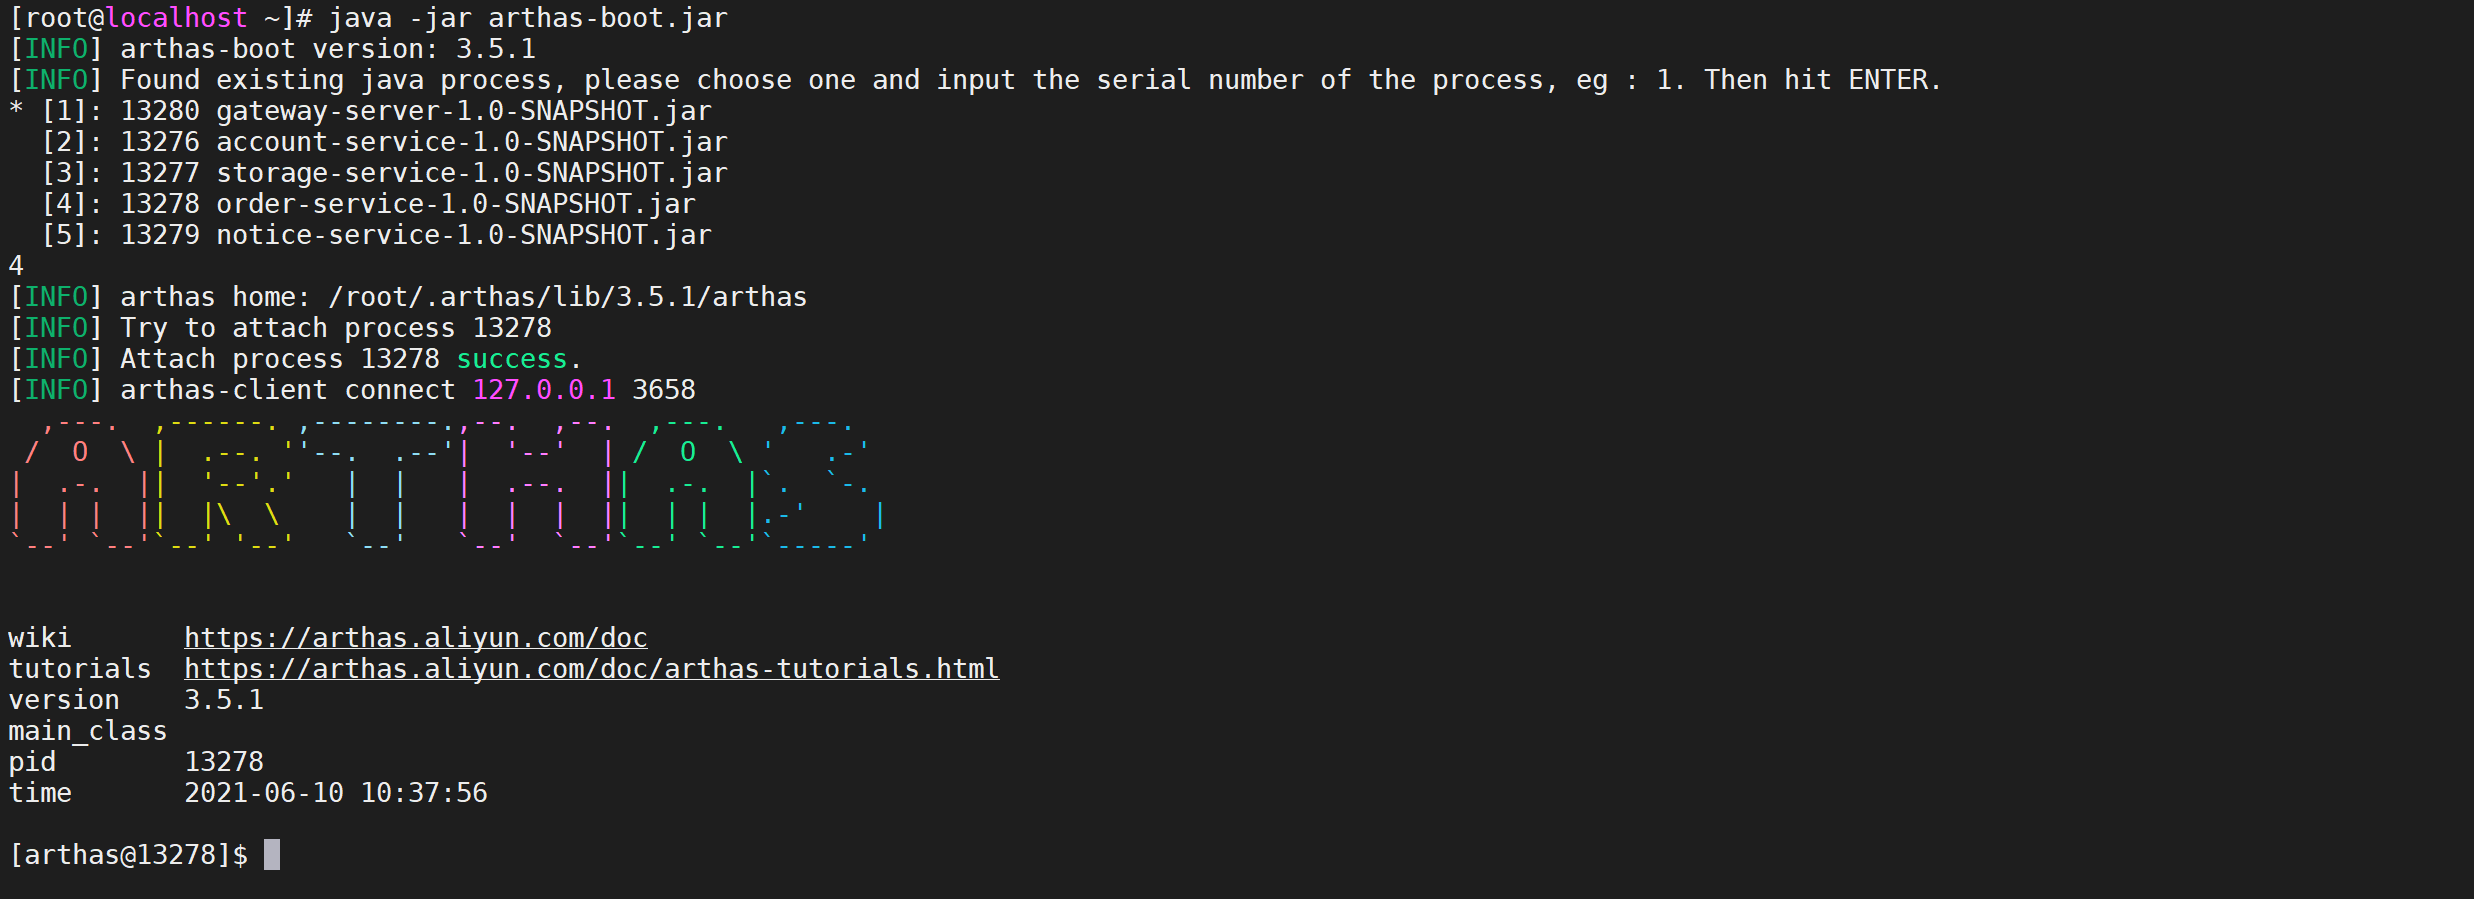 [root@localhost ~]# java -jar arthas-boot.jar
[INFO] arthas-boot version: 3.5.1
[INFO] Found existing java process, please choose one and input the serial number of the process, eg : 1. Then hit ENTER.
* [1]: 13280 gateway-server-1.0-SNAPSHOT.jar
  [2]: 13276 account-service-1.0-SNAPSHOT.jar
  [3]: 13277 storage-service-1.0-SNAPSHOT.jar
  [4]: 13278 order-service-1.0-SNAPSHOT.jar
  [5]: 13279 notice-service-1.0-SNAPSHOT.jar
4
[INFO] arthas home: /root/.arthas/lib/3.5.1/arthas
[INFO] Try to attach process 13278
[INFO] Attach process 13278 success.
[INFO] arthas-client connect 127.0.0.1 3658
ARTHAS
wiki       https://arthas.aliyun.com/doc
tutorials  https://arthas.aliyun.com/doc/arthas-tutorials.html
version    3.5.1
main_class
pid        13278
time       2021-06-10 10:37:56
[arthas@13278]$